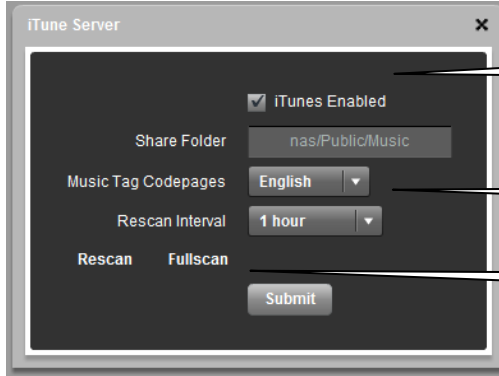 iTune Server
iTunes Enabled
Share Folder nas/Public/Music
Music Tag Codepages English
Rescan Interval 1 hour
Rescan Fullscan
Submit